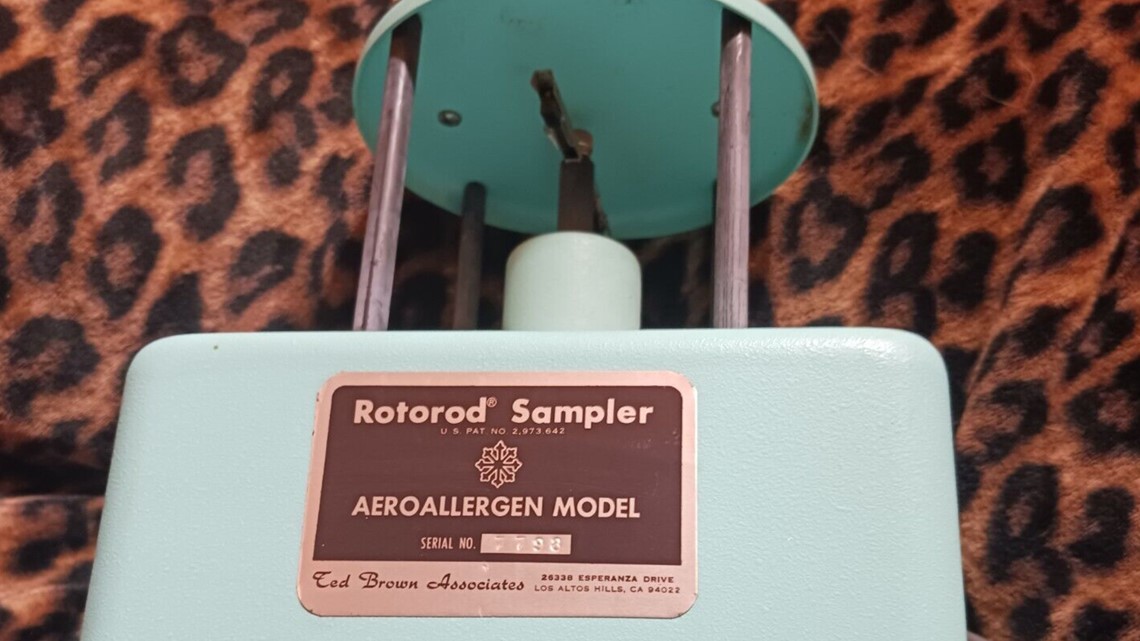 Rotorod® Sampler
U.S. PAT. NO. 2,973,642
AEROALLERGEN MODEL
SERIAL NO. 7798
Ted Brown Associates
26338 ESPERANZA DRIVE
LOS ALTOS HILLS, CA 94022